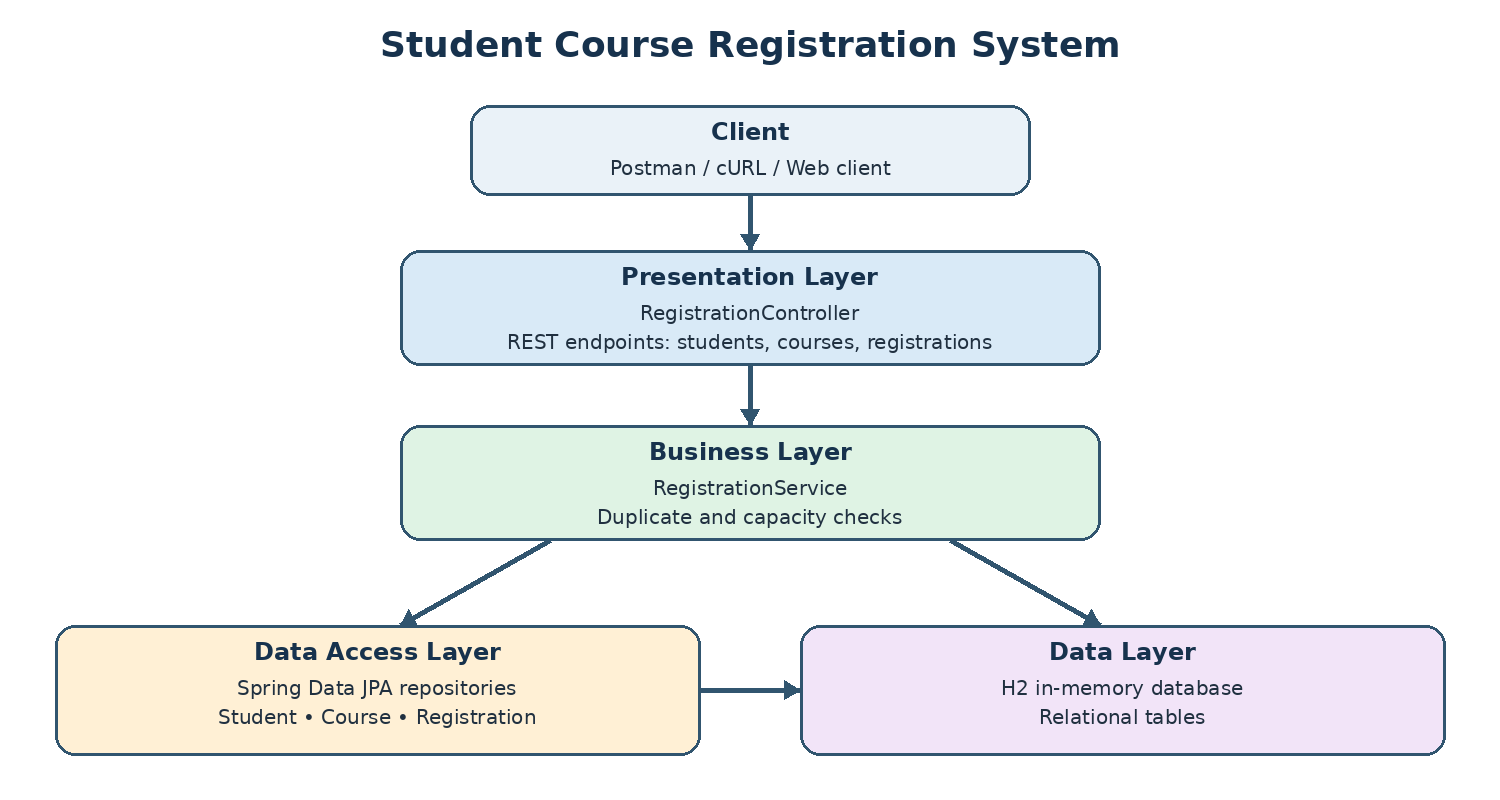 Student Course Registration System
Client
Postman / cURL / Web client
Presentation Layer
RegistrationController
REST endpoints: students, courses, registrations
Business Layer
RegistrationService
Duplicate and capacity checks
Data Access Layer
Spring Data JPA repositories
Student • Course • Registration
Data Layer
H2 in-memory database
Relational tables